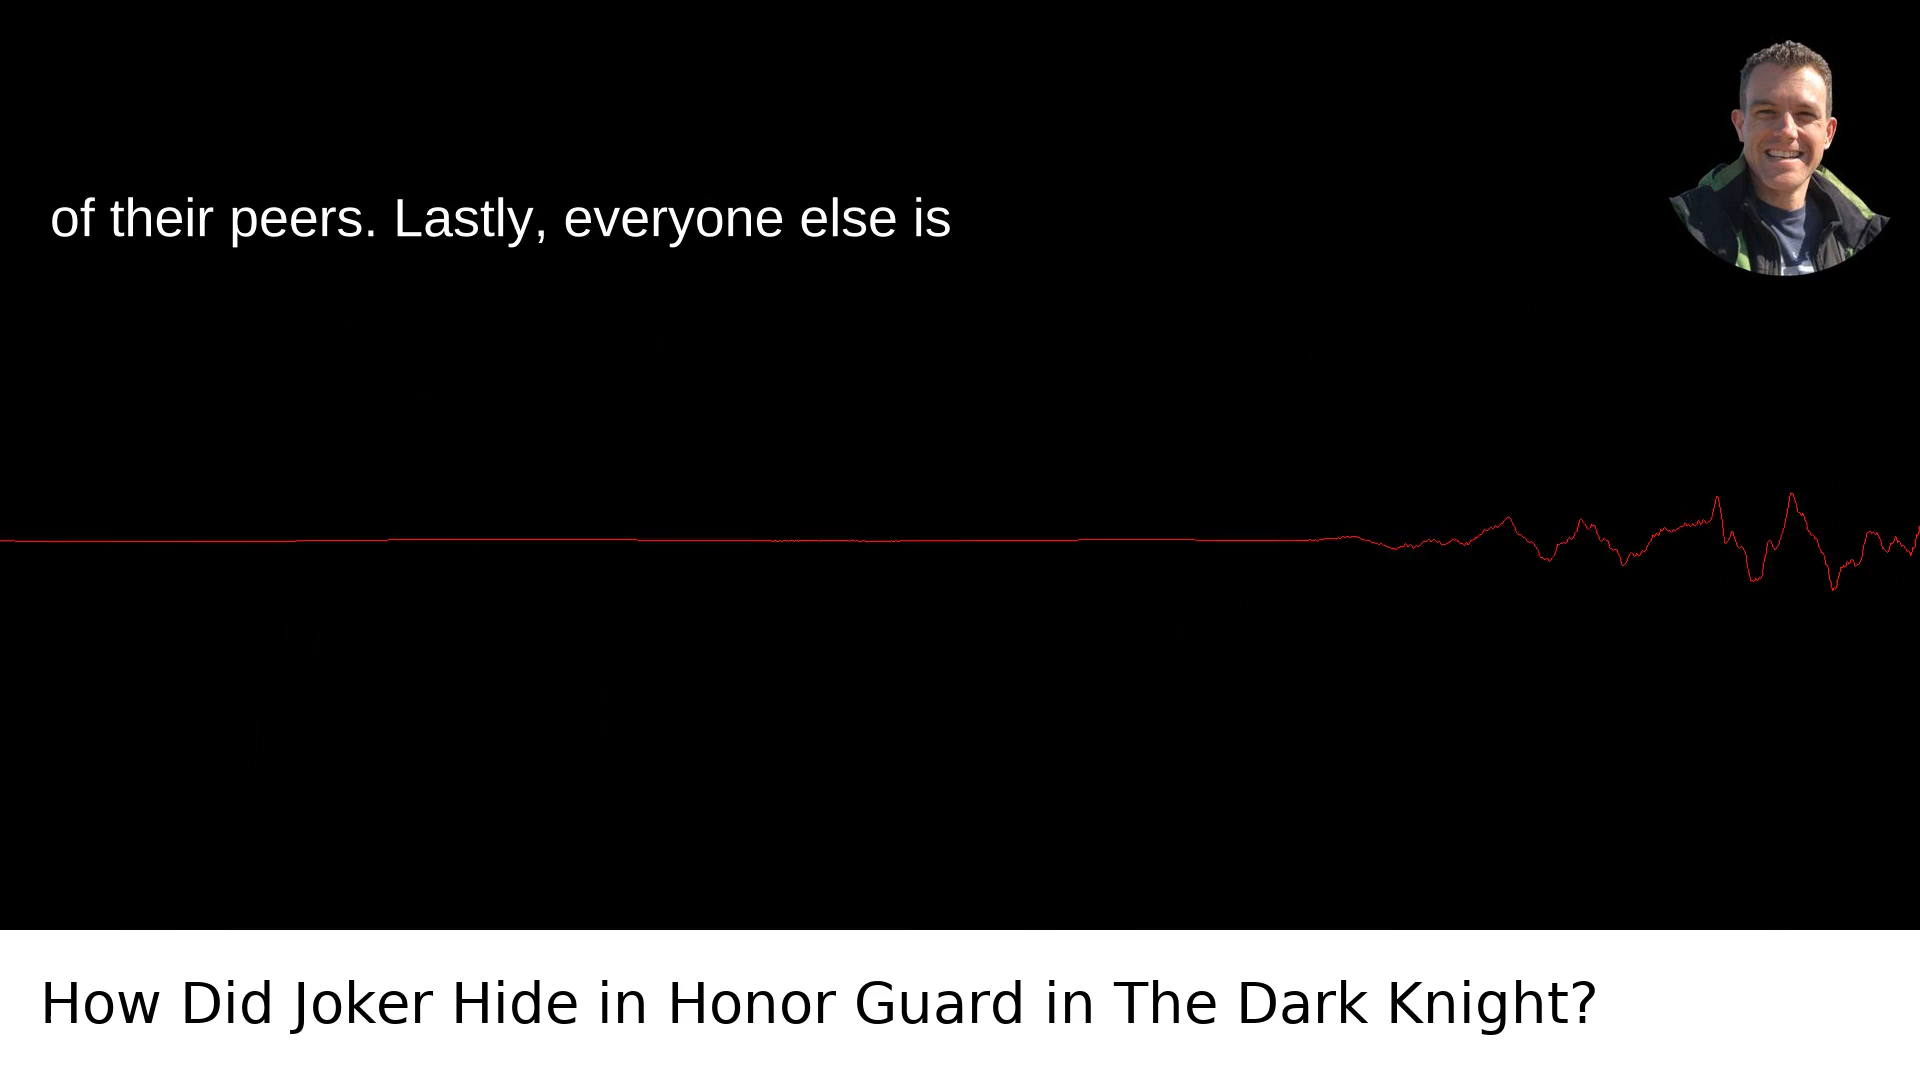 of their peers. Lastly, everyone else is
How Did Joker Hide in Honor Guard in The Dark Knight?